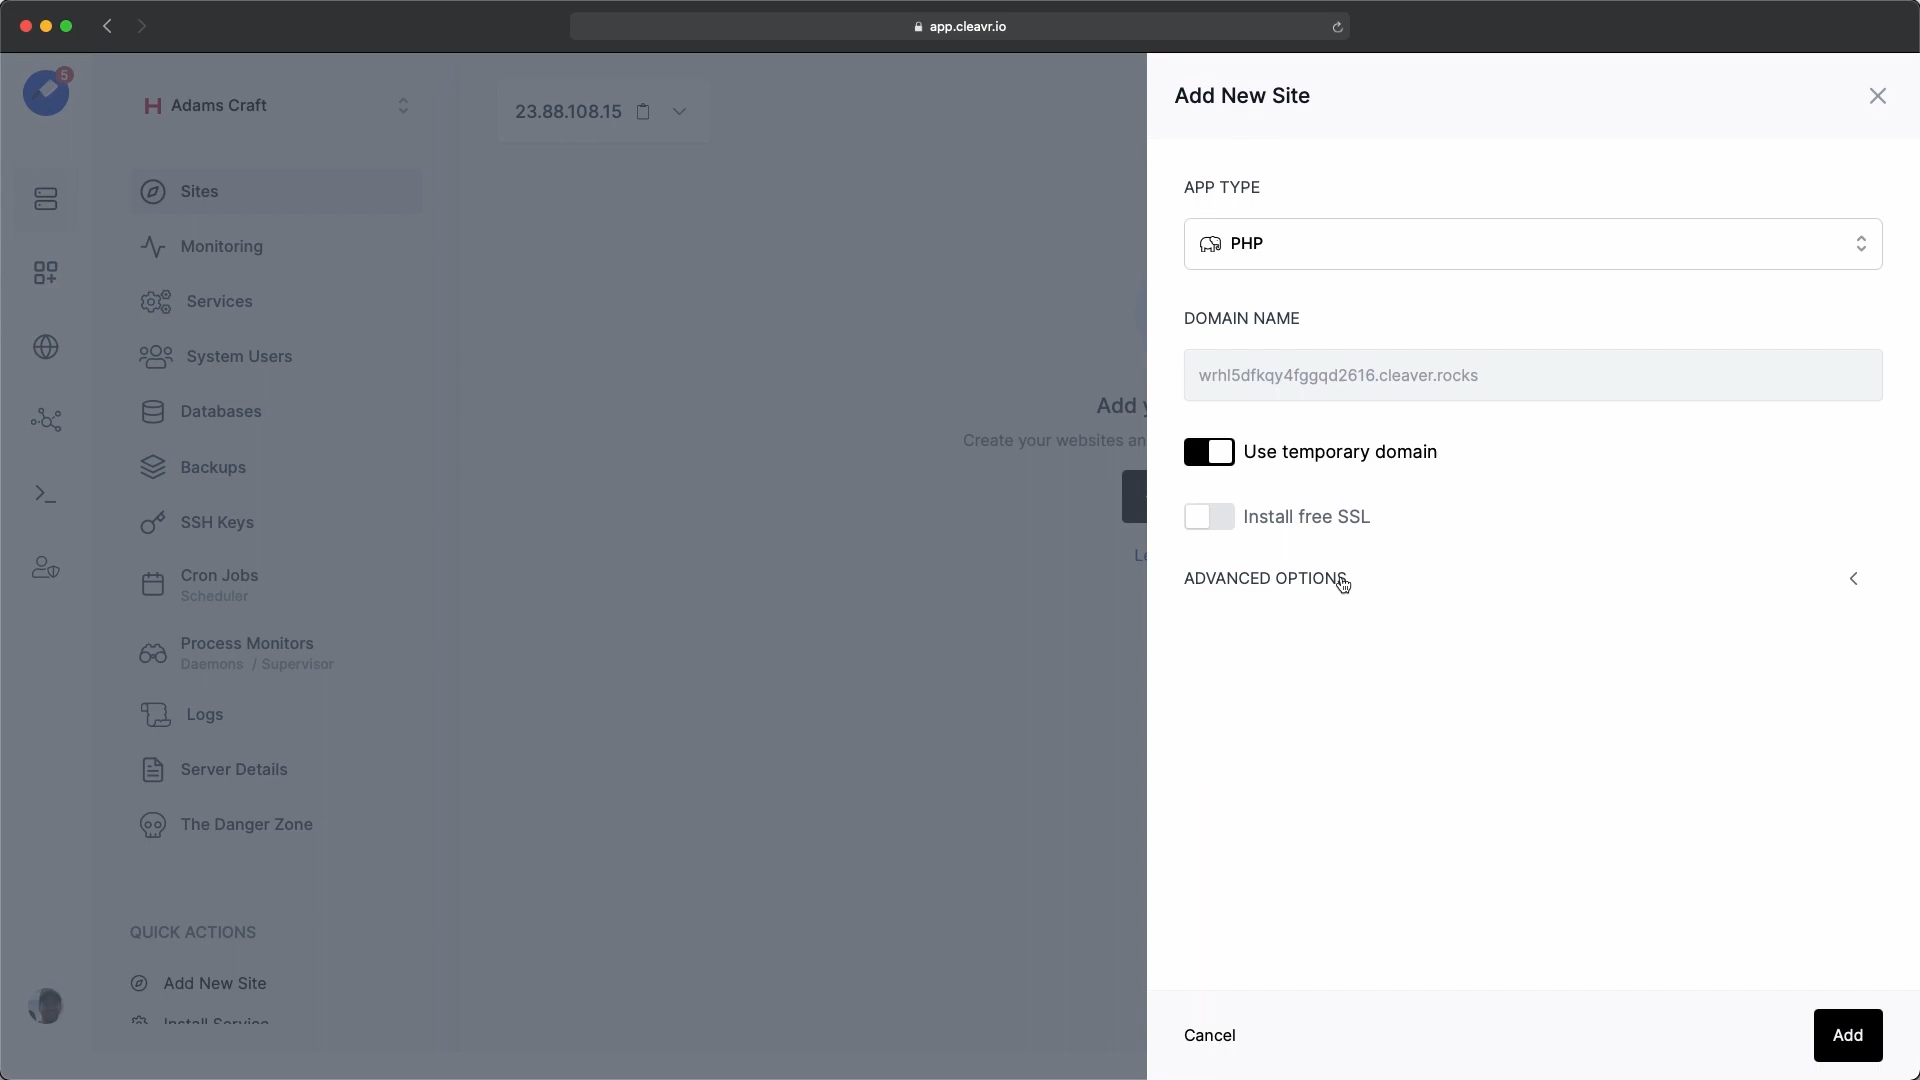 app.cleavr.io
5
Adams Craft
23.88.108.15
Sites
Monitoring
Services
System Users
Databases
Backups
SSH Keys
Cron Jobs
Scheduler
Process Monitors
Daemons / Supervisor
Logs
Server Details
The Danger Zone
QUICK ACTIONS
Add New Site
Install Service
Add y
Create your websites an
Le
Add New Site
APP TYPE
PHP
DOMAIN NAME
wrhl5dfkqy4fggqd2616.cleaver.rocks
Use temporary domain
Install free SSL
ADVANCED OPTIONS
Cancel
Add